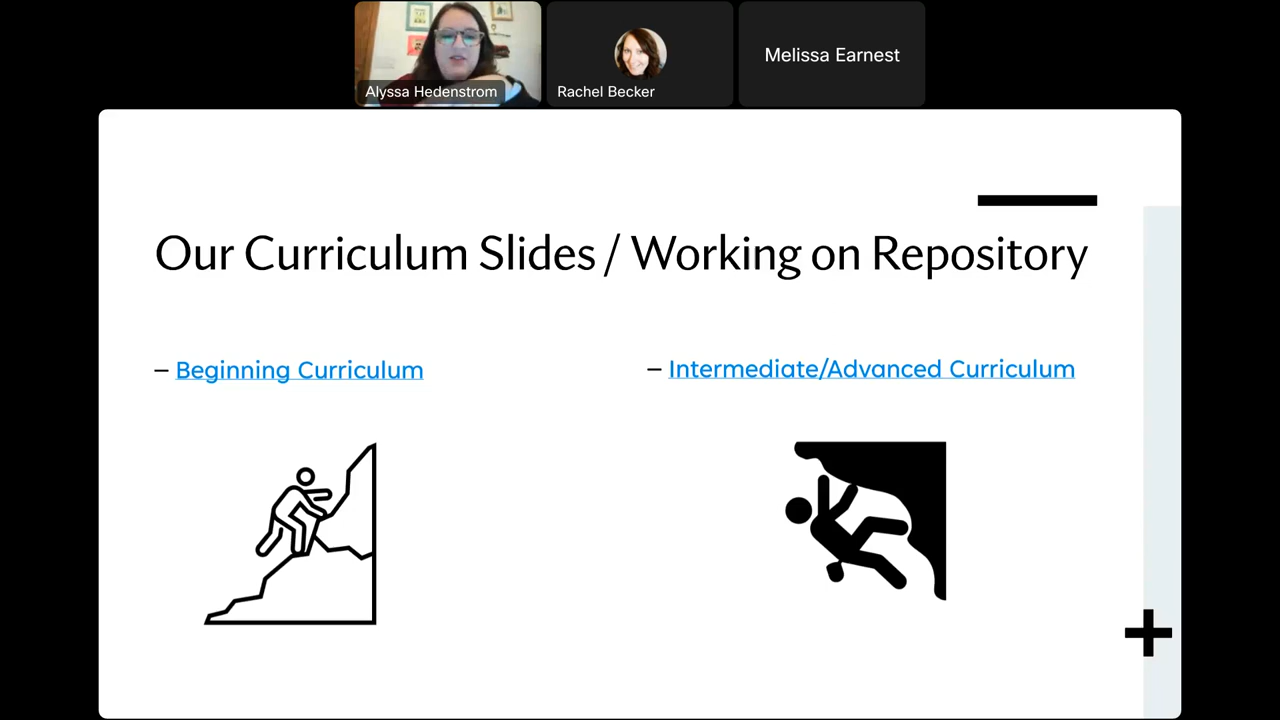 Alyssa Hedenstrom
Rachel Becker
Melissa Earnest
Our Curriculum Slides / Working on Repository
– Beginning Curriculum
– Intermediate/Advanced Curriculum